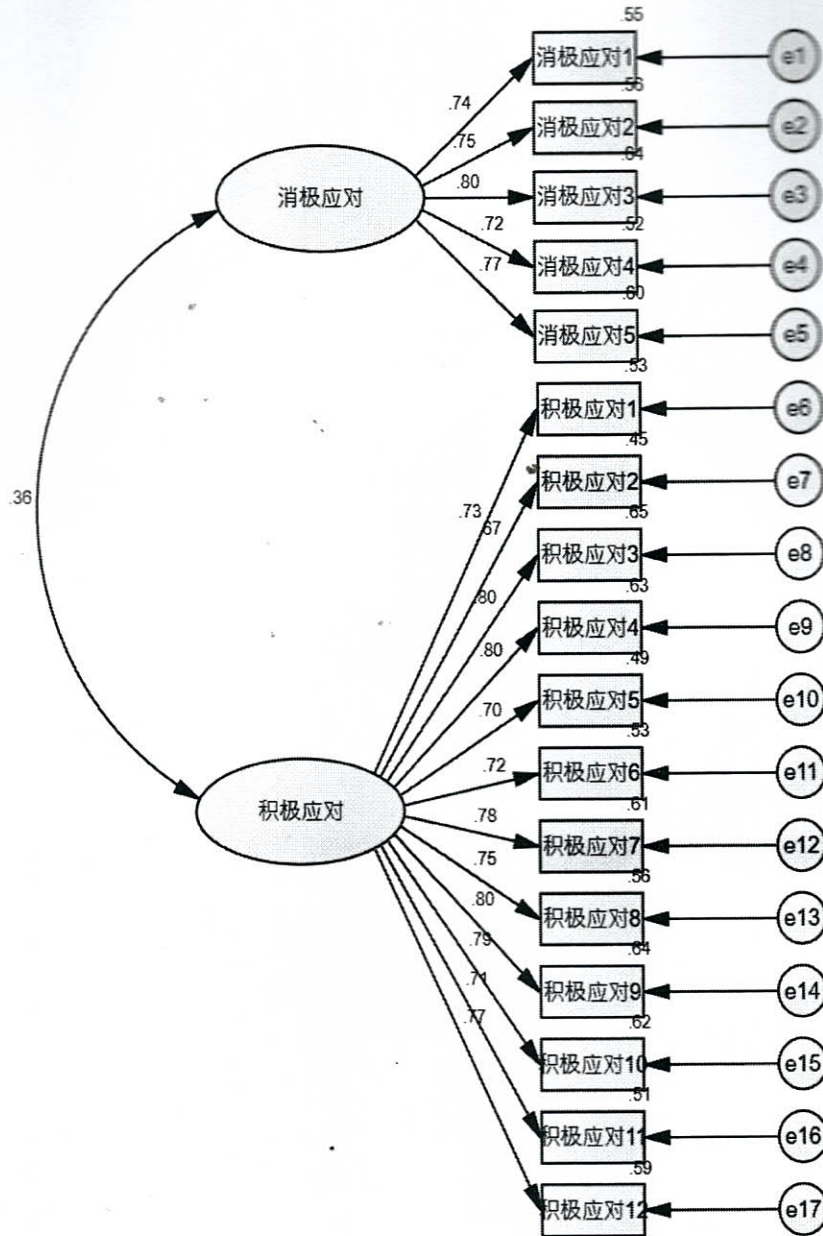 .55
消极应对1
e1
.56
.74
消极应对2
e2
.75
.64
消极应对
.80
消极应对3
e3
.52
.72
消极应对4
e4
.60
.77
消极应对5
e5
.53
积极应对1
e6
.45
.36
.73
.67
积极应对2
e7
.65
.80
积极应对3
e8
.63
.80
积极应对4
e9
.49
.70
积极应对5
e10
.53
.72
积极应对6
e11
.61
积极应对
.78
积极应对7
e12
.56
.75
积极应对8
e13
.64
.80
积极应对9
e14
.62
.79
积极应对10
e15
.51
.71
积极应对11
e16
.59
.77
积极应对12
e17